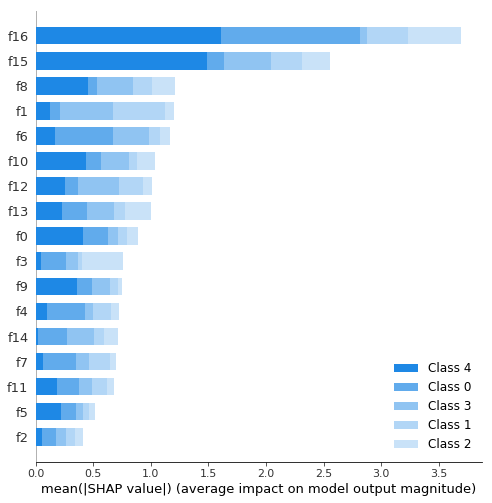 f16
f15
f8
f1
f6
f10
f12
f13
f0
f3
f9
f4
f14
f7
f11
f5
f2
Class 4
Class 0
Class 3
Class 1
Class 2
0.0 0.5 1.0 1.5 2.0 2.5 3.0 3.5
mean(|SHAP value|) (average impact on model output magnitude)